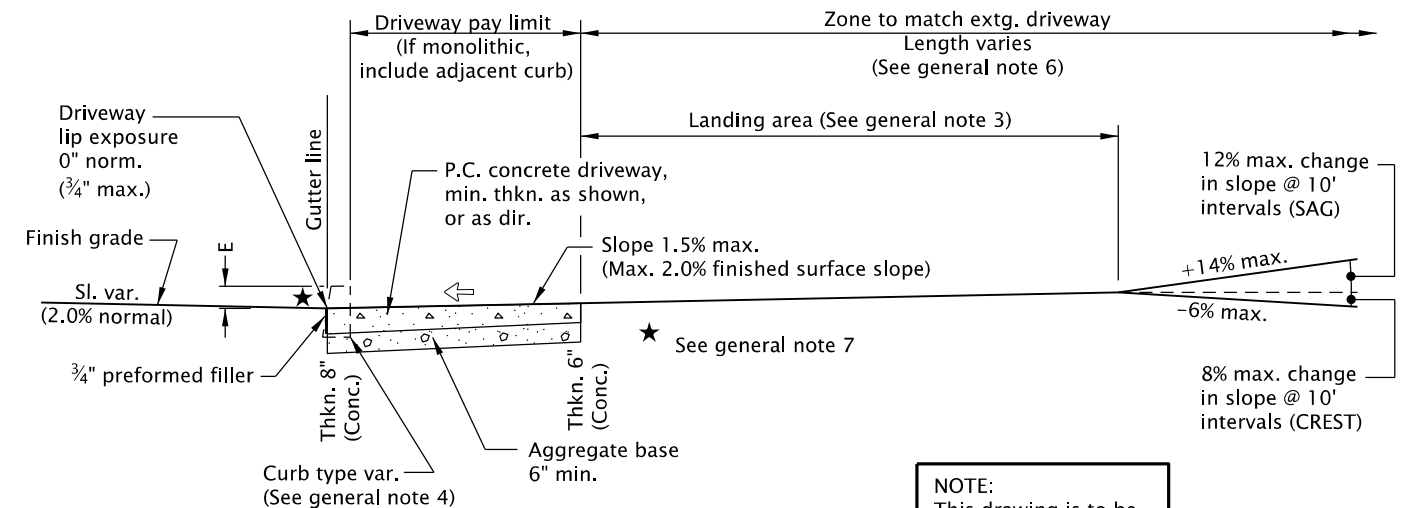 Driveway pay limit
(If monolithic,
include adjacent curb)
Zone to match extg. driveway
Length varies
(See general note 6)
Driveway
lip exposure
0" norm.
(¾" max.)
Gutter line
Landing area (See general note 3)
P.C. concrete driveway,
min. thkn. as shown,
or as dir.
12% max. change
in slope @ 10'
intervals (SAG)
Finish grade
E
Slope 1.5% max.
(Max. 2.0% finished surface slope)
+14% max.
Sl. var.
(2.0% normal)
-6% max.
See general note 7
¾" preformed filler
Thkn. 8"
(Conc.)
Thkn. 6"
(Conc.)
8% max. change
in slope @ 10'
intervals (CREST)
Aggregate base
6" min.
Curb type var.
(See general note 4)
NOTE:
This drawing is to be